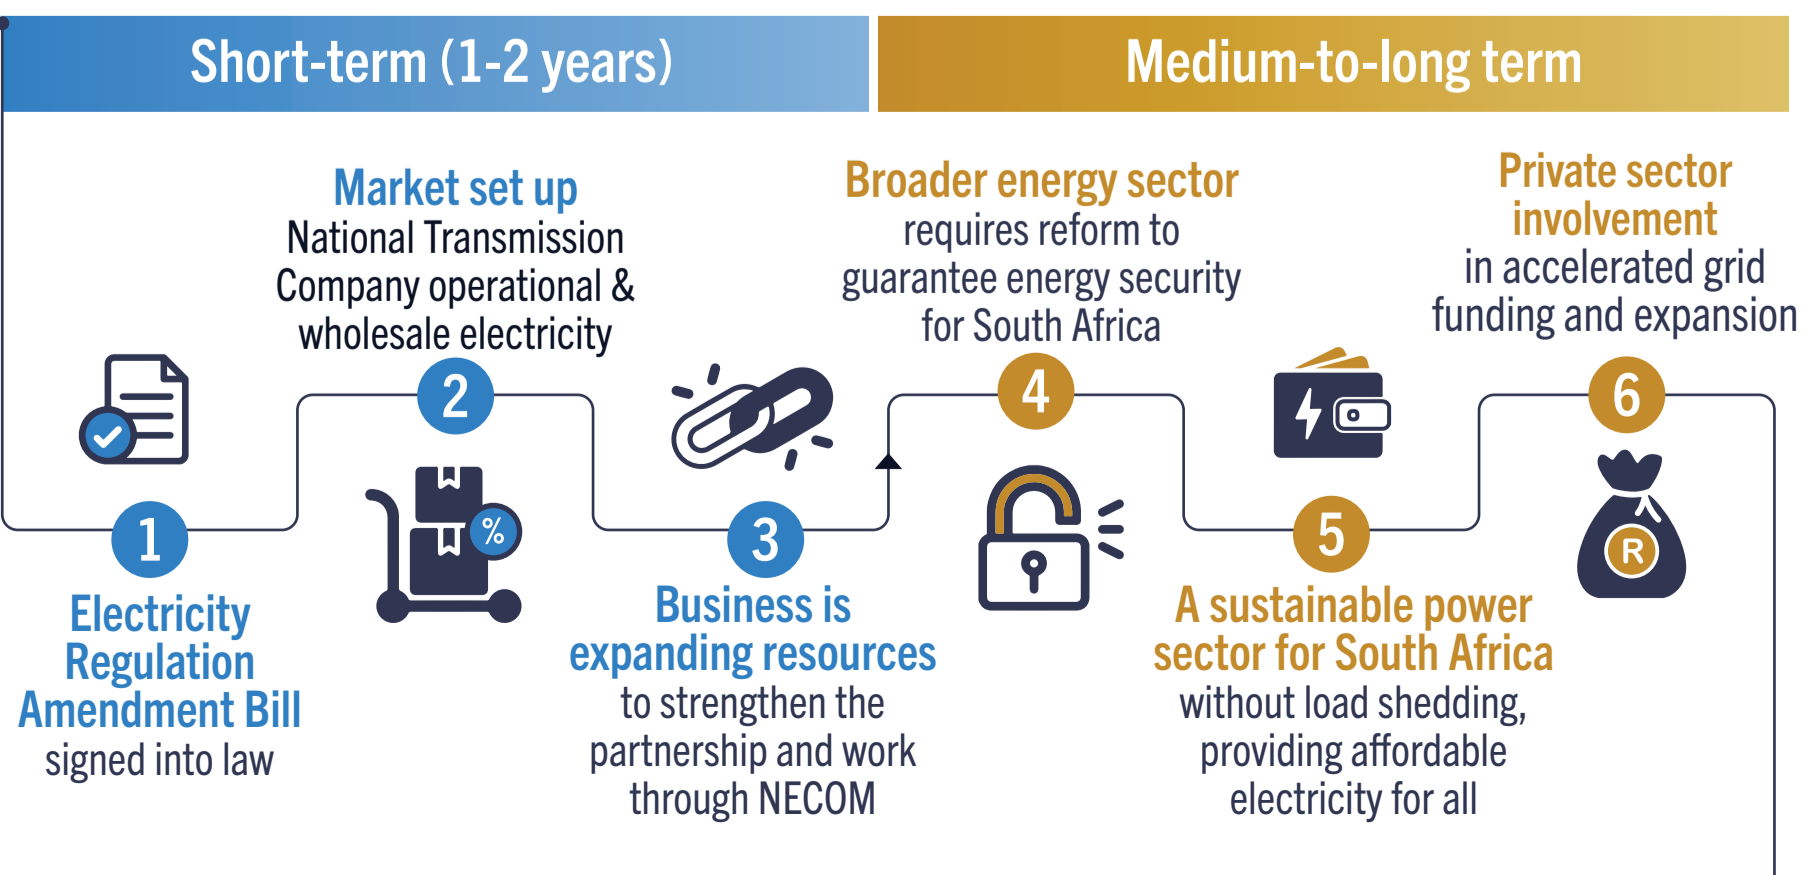 Short-term (1-2 years)
Medium-to-long term
1
Electricity
Regulation
Amendment Bill
signed into law
Market set up
National Transmission
Company operational &
wholesale electricity
2
%
3
Business is
expanding resources
to strengthen the
partnership and work
through NECOM
Broader energy sector
requires reform to
guarantee energy security
for South Africa
4
5
A sustainable power
sector for South Africa
without load shedding,
providing affordable
electricity for all
Private sector
involvement
in accelerated grid
funding and expansion
6
R